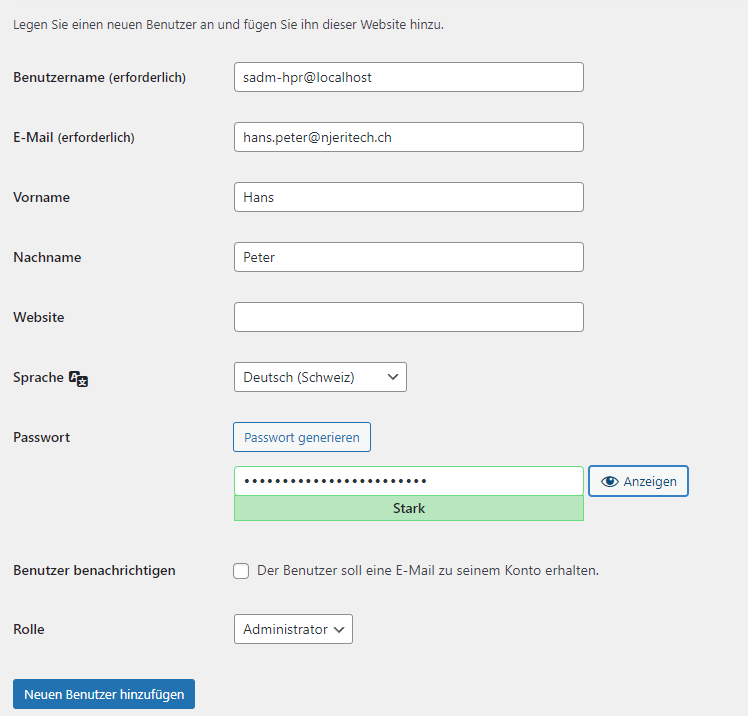 Legen Sie einen neuen Benutzer an und fügen Sie ihn dieser Website hinzu.
Benutzername (erforderlich) sadm-hpr@localhost
E-Mail (erforderlich) hans.peter@njeritech.ch
Vorname Hans
Nachname Peter
Website
Sprache Deutsch (Schweiz)
Passwort Passwort generieren
•••••••••••••••••••••••• Anzeigen
Stark
Benutzer benachrichtigen Der Benutzer soll eine E-Mail zu seinem Konto erhalten.
Rolle Administrator
Neuen Benutzer hinzufügen